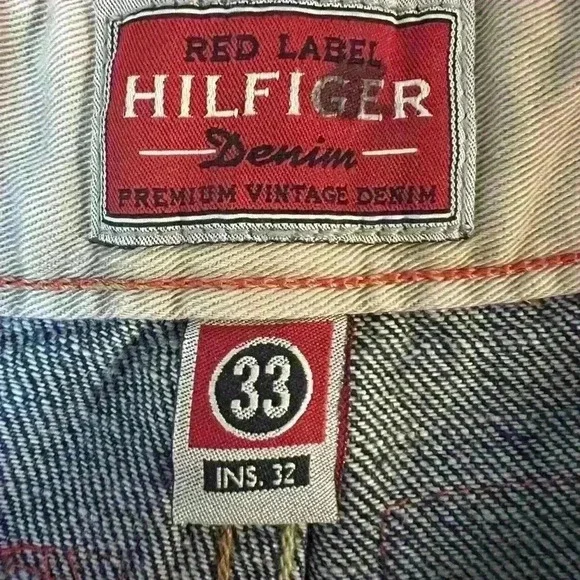 RED LABEL
HILFIGER
Denim
PREMIUM VINTAGE DENIM
33
INS. 32